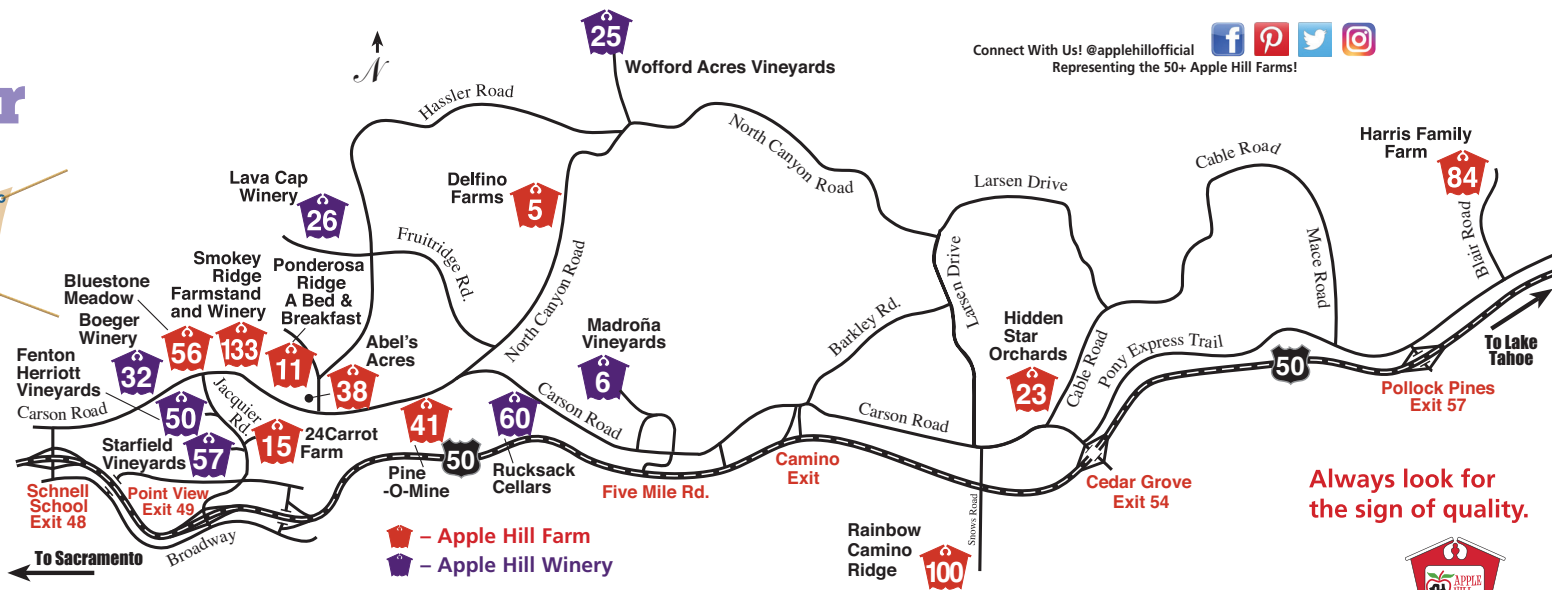 r
N
25
Wofford Acres Vineyards
Connect With Us! @applehillofficial
Representing the 50+ Apple Hill Farms!
Hassler Road
North Canyon Road
Lava Cap
Winery
26
Delfino
Farms
5
Fruitridge Rd.
North Canyon Road
Larsen Drive
Larsen Drive
Cable Road
Mace Road
Harris Family
Farm
84
Blair Road
Bluestone
Meadow
56
Smokey
Ridge
Farmstand
and Winery
133
Ponderosa
Ridge
A Bed &
Breakfast
11
Boeger
Winery
32
Abel's
Acres
38
Fenton
Herriott
Vineyards
50
Carson Road
Jacquier
Rd.
Starfield
Vineyards
57
15
24Carrot
Farm
41
Pine
-O-Mine
50
60
Rucksack
Cellars
Carson Road
Madroña
Vineyards
6
Barkley Rd.
Carson Road
Hidden
Star
Orchards
23
Cable Road
Pony Express Trail
50
To Lake
Tahoe
Pollock Pines
Exit 57
Schnell
School
Exit 48
Point View
Exit 49
Broadway
To Sacramento
Five Mile Rd.
Camino
Exit
Cedar Grove
Exit 54
Snows Road
Rainbow
Camino
Ridge
100
– Apple Hill Farm
– Apple Hill Winery
Always look for
the sign of quality.
APPLE